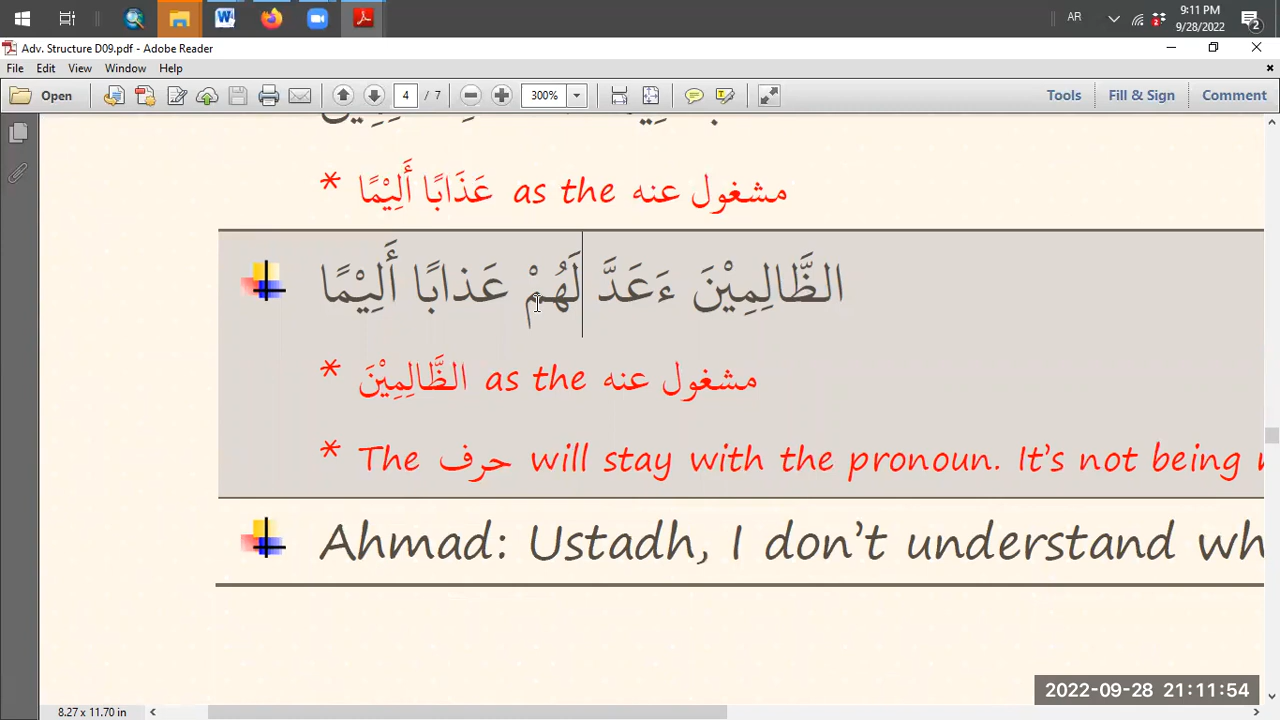 9:11 PM
AR
9/28/2022
2
Adv. Structure D09.pdf - Adobe Reader
File Edit View Window Help
Open 4 / 7 300% Tools Fill & Sign Comment
* عَذَابًا أَلِيْمًا as the مشغول عنه
الظَّالِمِيْنَ ءَعَدَّ لَهُمْ عَذابًا أَلِيْمًا
* الظَّالِمِيْنَ as the مشغول عنه
* The حرف will stay with the pronoun. It's not being
Ahmad: Ustadh, I don't understand wh
2022-09-28 21:11:54
8.27 x 11.70 in